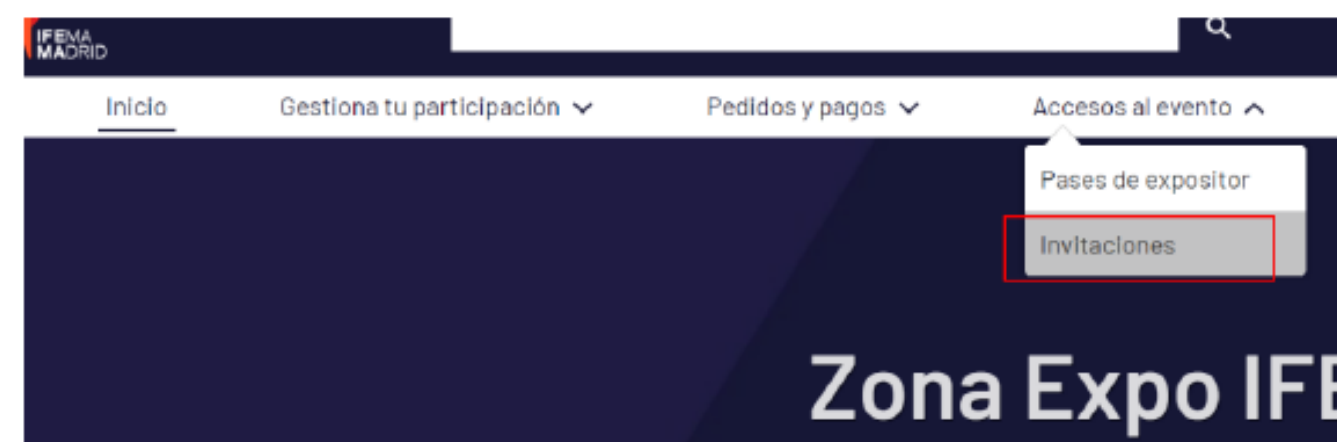 IFEMA
MADRID
Inicio
Gestiona tu participación
Pedidos y pagos
Accesos al evento
Pases de expositor
Invitaciones
Zona Expo IFE